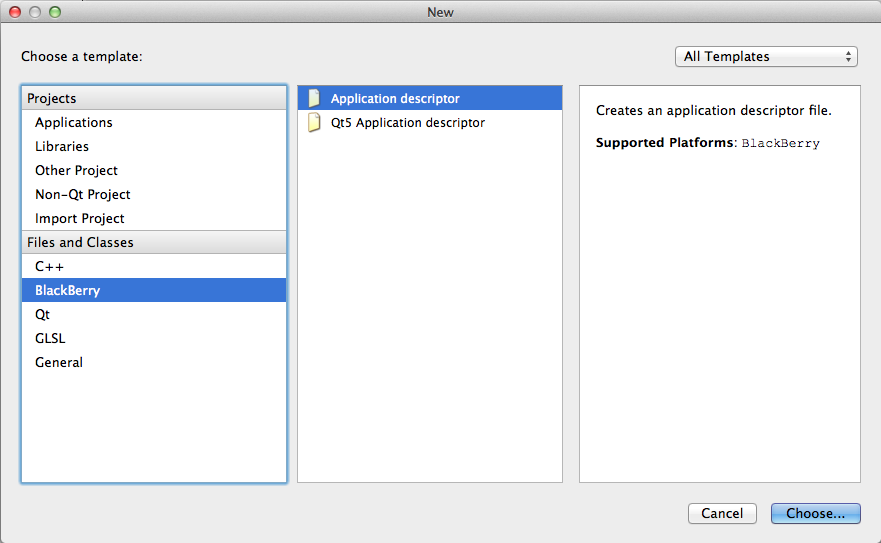 New
Choose a template:
All Templates
Projects
Applications
Libraries
Other Project
Non-Qt Project
Import Project
Files and Classes
C++
BlackBerry
Qt
GLSL
General
Application descriptor
Qt5 Application descriptor
Creates an application descriptor file.
Supported Platforms: BlackBerry
Cancel
Choose...